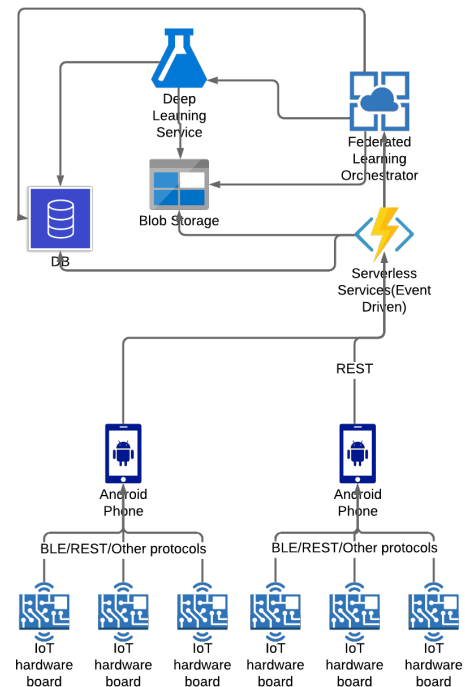 Deep
Learning
Service
Federated
Learning
Orchestrator
Blob Storage
DB
Serverless
Services(Event
Driven)
REST
Android
Phone
Android
Phone
BLE/REST/Other protocols
BLE/REST/Other protocols
IoT
hardware
board
IoT
hardware
board
IoT
hardware
board
IoT
hardware
board
IoT
hardware
board
IoT
hardware
board